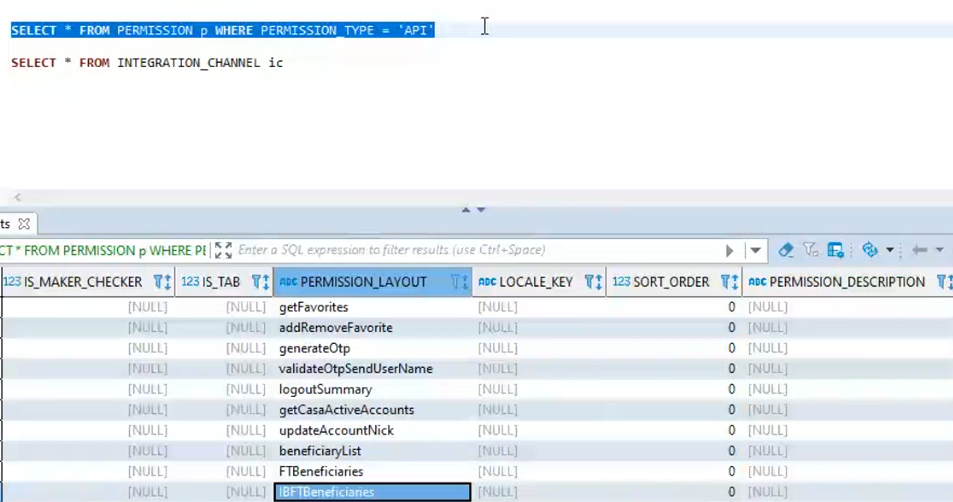 SELECT * FROM PERMISSION p WHERE PERMISSION_TYPE = 'API'
SELECT * FROM INTEGRATION_CHANNEL ic
ts
CT * FROM PERMISSION p WHERE PE Enter a SQL expression to filter results (use Ctrl+Space)
123 IS_MAKER_CHECKER 123 IS_TAB ABC PERMISSION_LAYOUT ABC LOCALE_KEY 123 SORT_ORDER ABC PERMISSION_DESCRIPTION
[NULL] [NULL] getFavorites [NULL] 0 [NULL]
[NULL] [NULL] addRemoveFavorite [NULL] 0 [NULL]
[NULL] [NULL] generateOtp [NULL] 0 [NULL]
[NULL] [NULL] validateOtpSendUserName [NULL] 0 [NULL]
[NULL] [NULL] logoutSummary [NULL] 0 [NULL]
[NULL] [NULL] getCasaActiveAccounts [NULL] 0 [NULL]
[NULL] [NULL] updateAccountNick [NULL] 0 [NULL]
[NULL] [NULL] beneficiaryList [NULL] 0 [NULL]
[NULL] [NULL] FTBeneficiaries [NULL] 0 [NULL]
[NULL] [NULL] IBFTBeneficiaries [NULL] 0 [NULL]